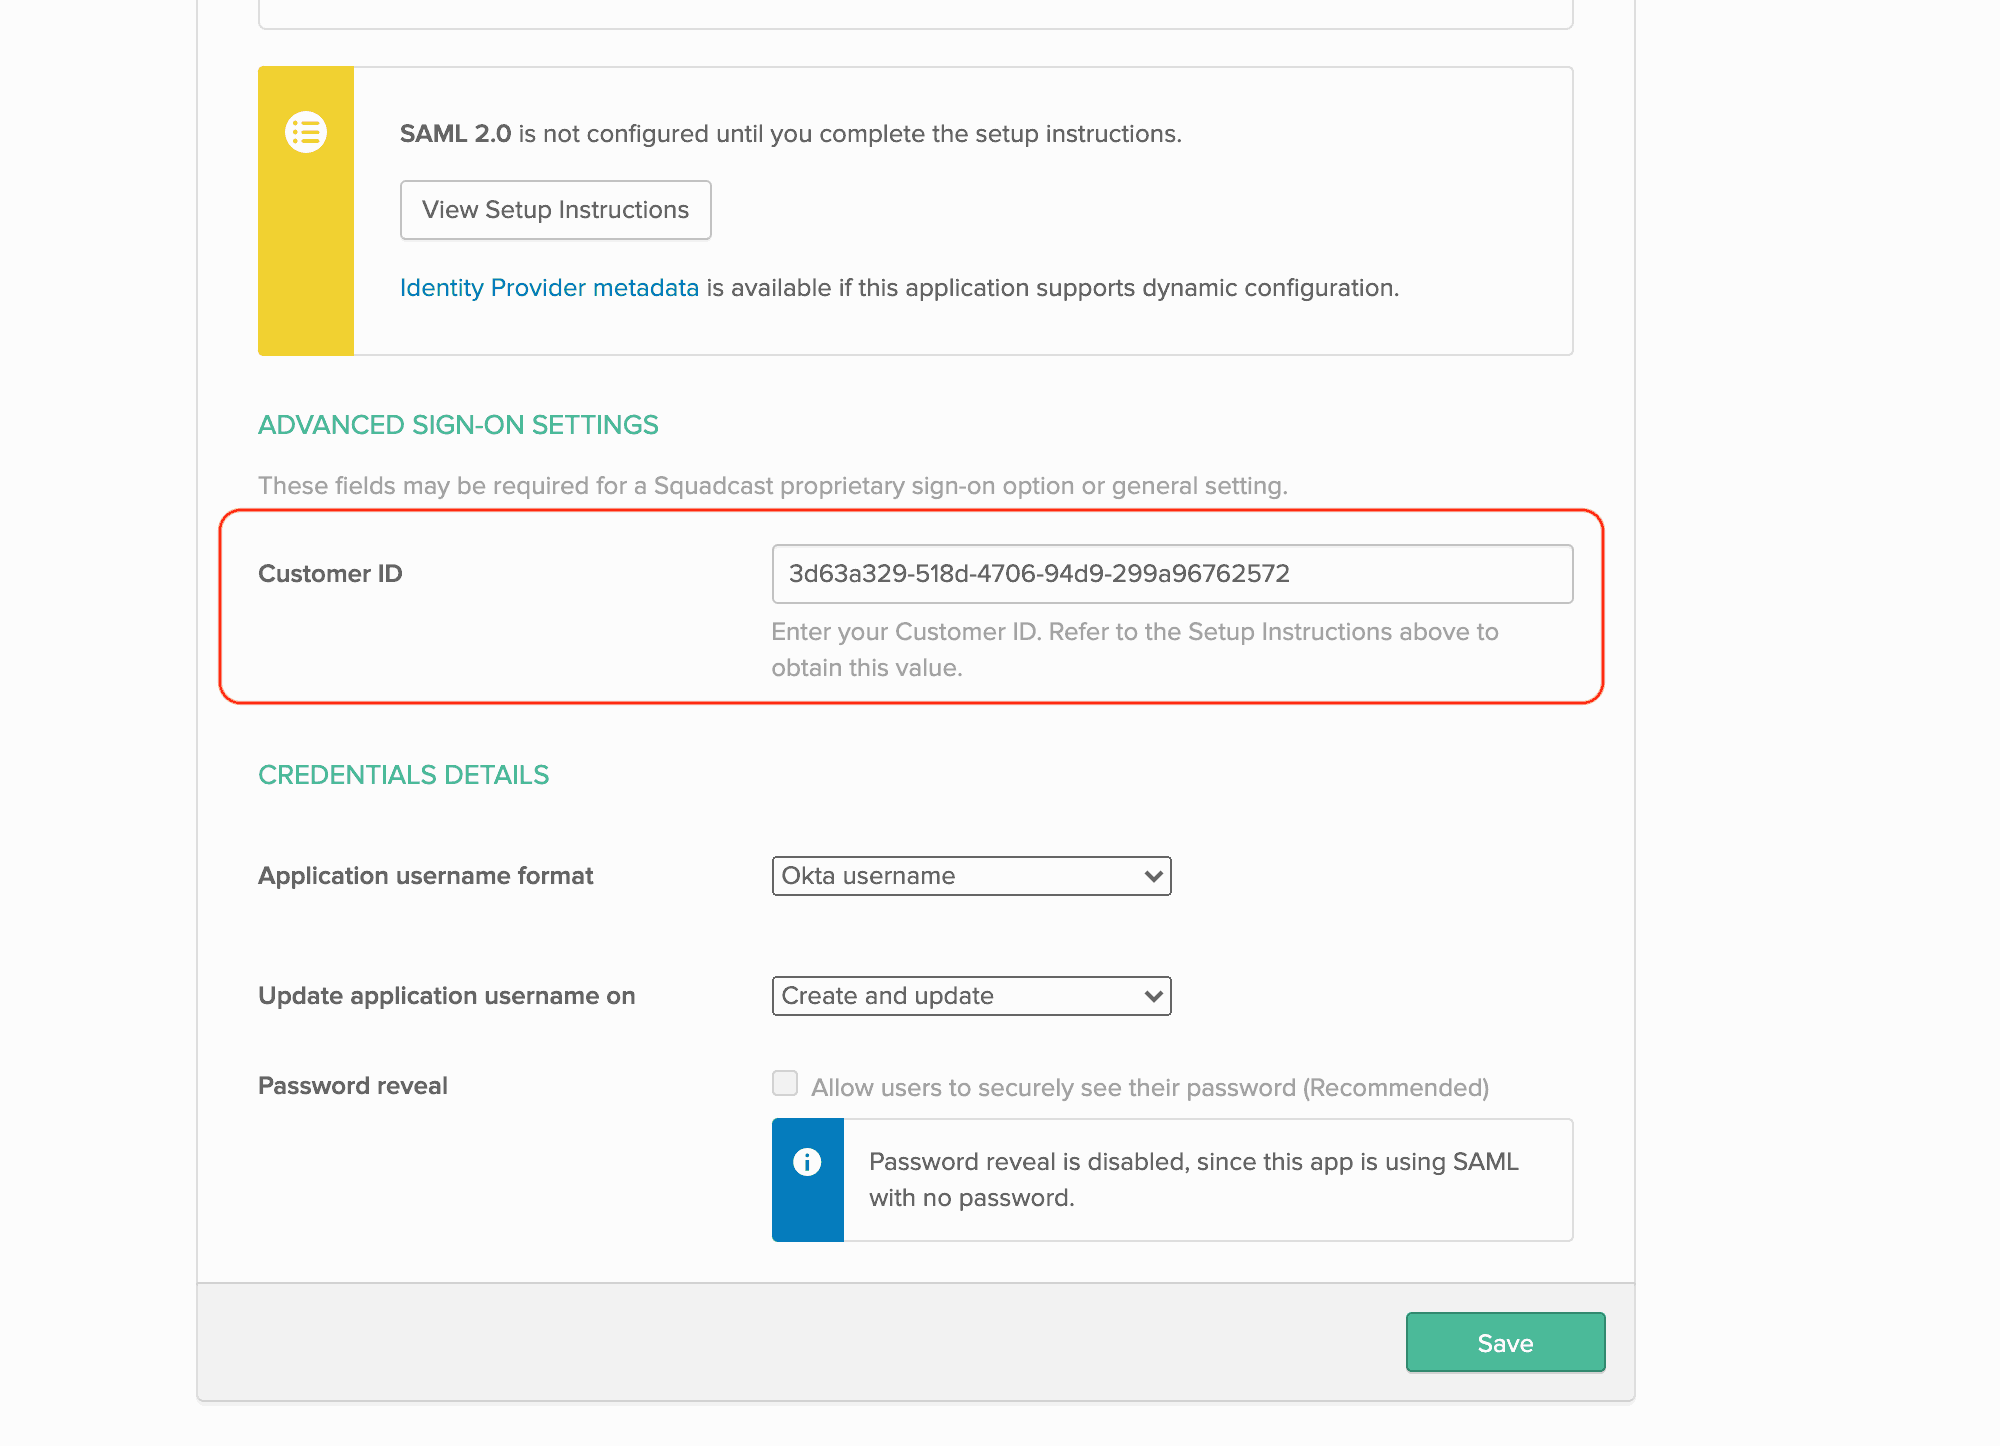 SAML 2.0 is not configured until you complete the setup instructions.
View Setup Instructions
Identity Provider metadata is available if this application supports dynamic configuration.
ADVANCED SIGN-ON SETTINGS
These fields may be required for a Squadcast proprietary sign-on option or general setting.
Customer ID
3d63a329-518d-4706-94d9-299a96762572
Enter your Customer ID. Refer to the Setup Instructions above to
obtain this value.
CREDENTIALS DETAILS
Application username format
Okta username
Update application username on
Create and update
Password reveal
Allow users to securely see their password (Recommended)
Password reveal is disabled, since this app is using SAML
with no password.
Save